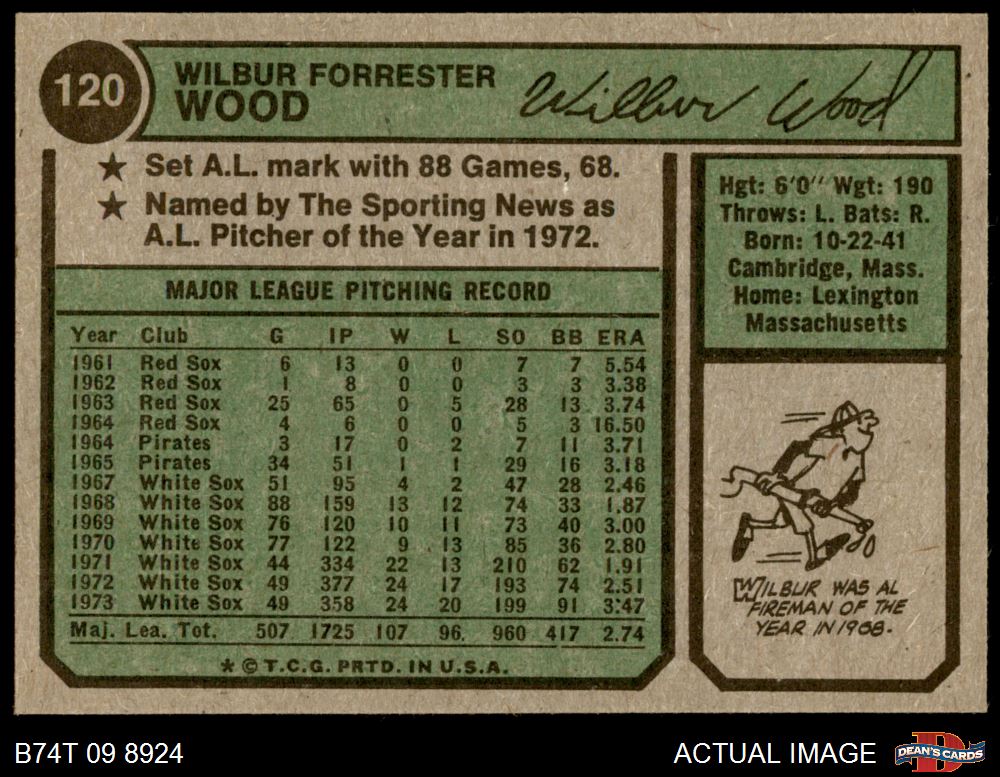 120
WILBUR FORRESTER
WOOD
Wilbur Wood
★ Set A.L. mark with 88 Games, 68.
★ Named by The Sporting News as
A.L. Pitcher of the Year in 1972.
Hgt: 6'0'' Wgt: 190
Throws: L. Bats: R.
Born: 10-22-41
Cambridge, Mass.
Home: Lexington
Massachusetts
MAJOR LEAGUE PITCHING RECORD
Year Club G IP W L SO BB ERA
1961 Red Sox 6 13 0 0 7 7 5.54
1962 Red Sox 1 8 0 0 3 3 3.38
1963 Red Sox 25 65 0 5 28 13 3.74
1964 Red Sox 4 6 0 0 5 3 16.50
1964 Pirates 3 17 0 2 7 11 3.71
1965 Pirates 34 51 1 1 29 16 3.18
1967 White Sox 51 95 4 2 47 28 2.46
1968 White Sox 88 159 13 12 74 33 1.87
1969 White Sox 76 120 10 11 73 40 3.00
1970 White Sox 77 122 9 13 85 36 2.80
1971 White Sox 44 334 22 13 210 62 1.91
1972 White Sox 49 377 24 17 193 74 2.51
1973 White Sox 49 358 24 20 199 91 3.47
Maj. Lea. Tot. 507 1725 107 96. 960 417 2.74
* © T.C.G. PRTD. IN U.S.A.
WILBUR WAS AL
FIREMAN OF THE
YEAR IN 1968.
B74T 09 8924
ACTUAL IMAGE
DEAN'S CARDS